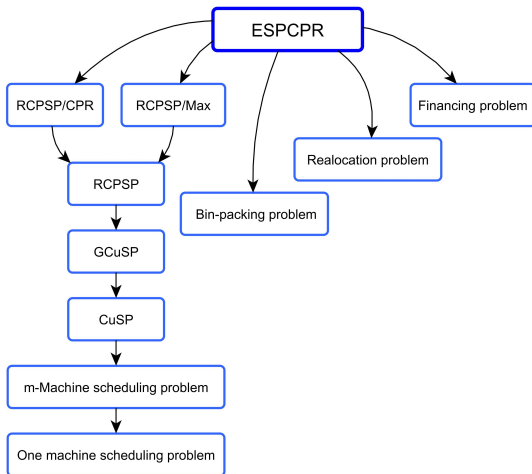 ESPCPR
RCPSP/CPR
RCPSP/Max
Financing problem
Realocation problem
RCPSP
Bin-packing problem
GCuSP
CuSP
m-Machine scheduling problem
One machine scheduling problem